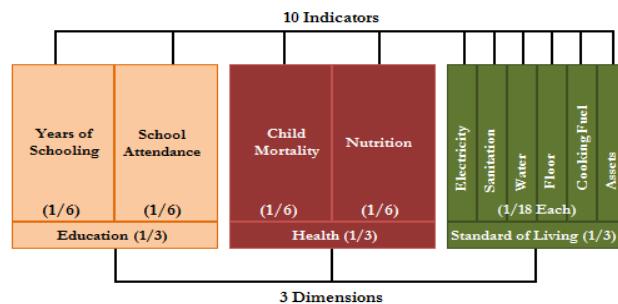 10 Indicators
Years of
Schooling
(1/6)
School
Attendance
(1/6)
Education (1/3)
Child
Mortality
(1/6)
Nutrition
(1/6)
Health (1/3)
Electricity
Sanitation
Water
Floor
Cooking Fuel
Assets
(1/18 Each)
Standard of Living (1/3)
3 Dimensions